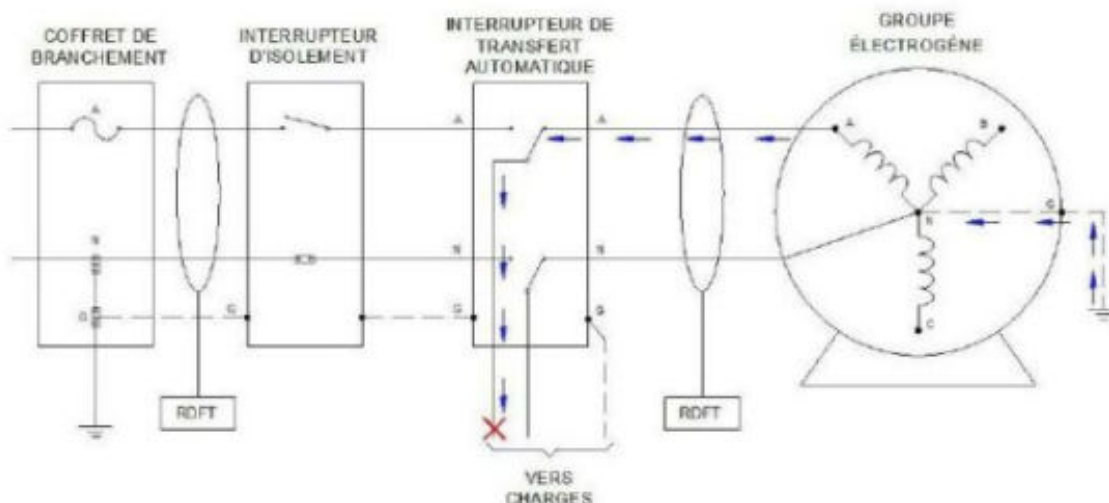 COFFRET DE
BRANCHEMENT
INTERRUPTEUR
D'ISOLEMENT
INTERRUPTEUR DE
TRANSFERT
AUTOMATIQUE
GROUPE
ÉLECTROGÈNE
A
A
A
A
B
N
N
N
N
G
G
G
G
C
RDFT
RDFT
VERS
CHARGES